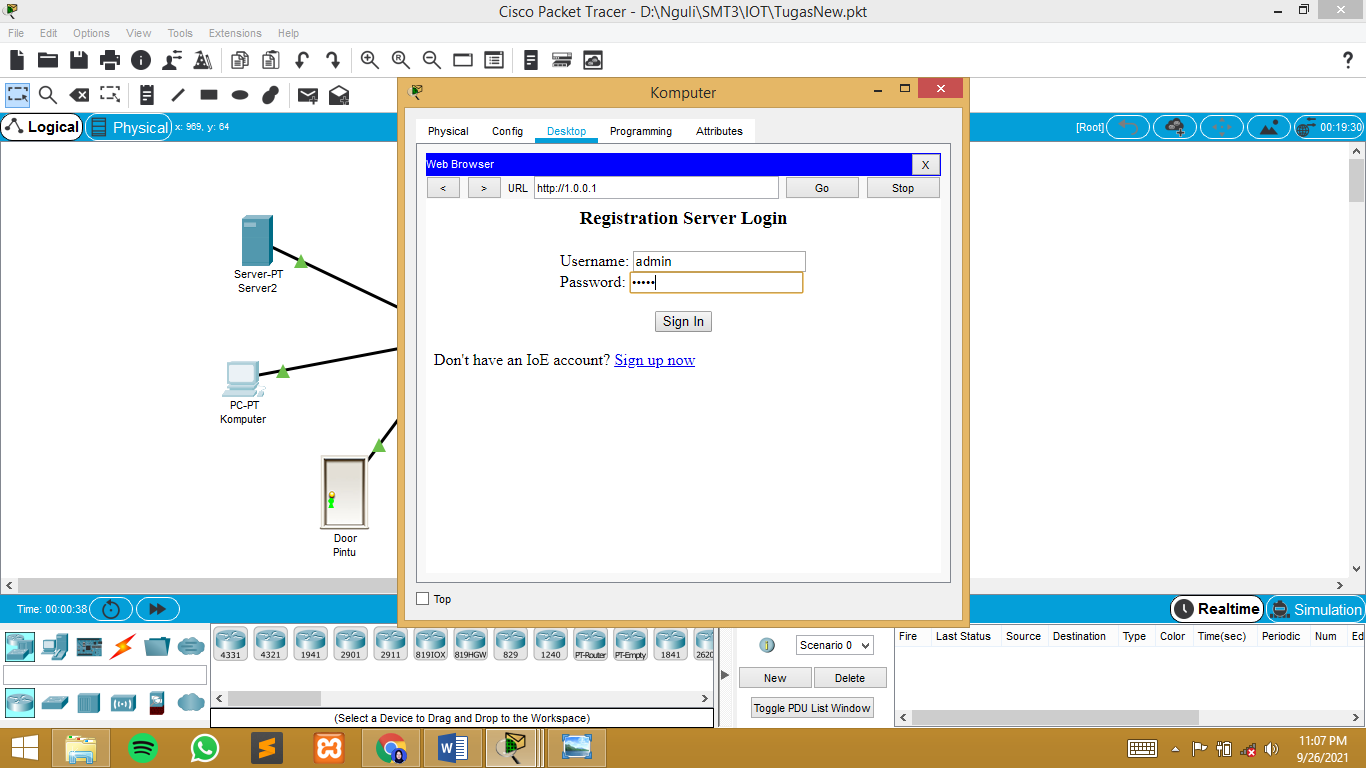 Cisco Packet Tracer - D:\Nguli\SMT3\IOT\TugasNew.pkt
File Edit Options View Tools Extensions Help
?
Logical Physical x: 969, y: 64
[Root] 00:19:30
Komputer
Physical Config Desktop Programming Attributes
Web Browser X
< > URL http://1.0.0.1 Go Stop
Registration Server Login
Username: admin
Password: •••••
Sign In
Don't have an IoE account? Sign up now
Top
Server-PT
Server2
PC-PT
Komputer
Door
Pintu
Time: 00:00:38
Realtime Simulation
4331 4321 1941 2901 2911 819IOX 819HGW 829 1240 PT-Router PT-Empty 1841 2620
(Select a Device to Drag and Drop to the Workspace)
Scenario 0
New Delete
Toggle PDU List Window
Fire Last Status Source Destination Type Color Time(sec) Periodic Num Ed
11:07 PM
9/26/2021